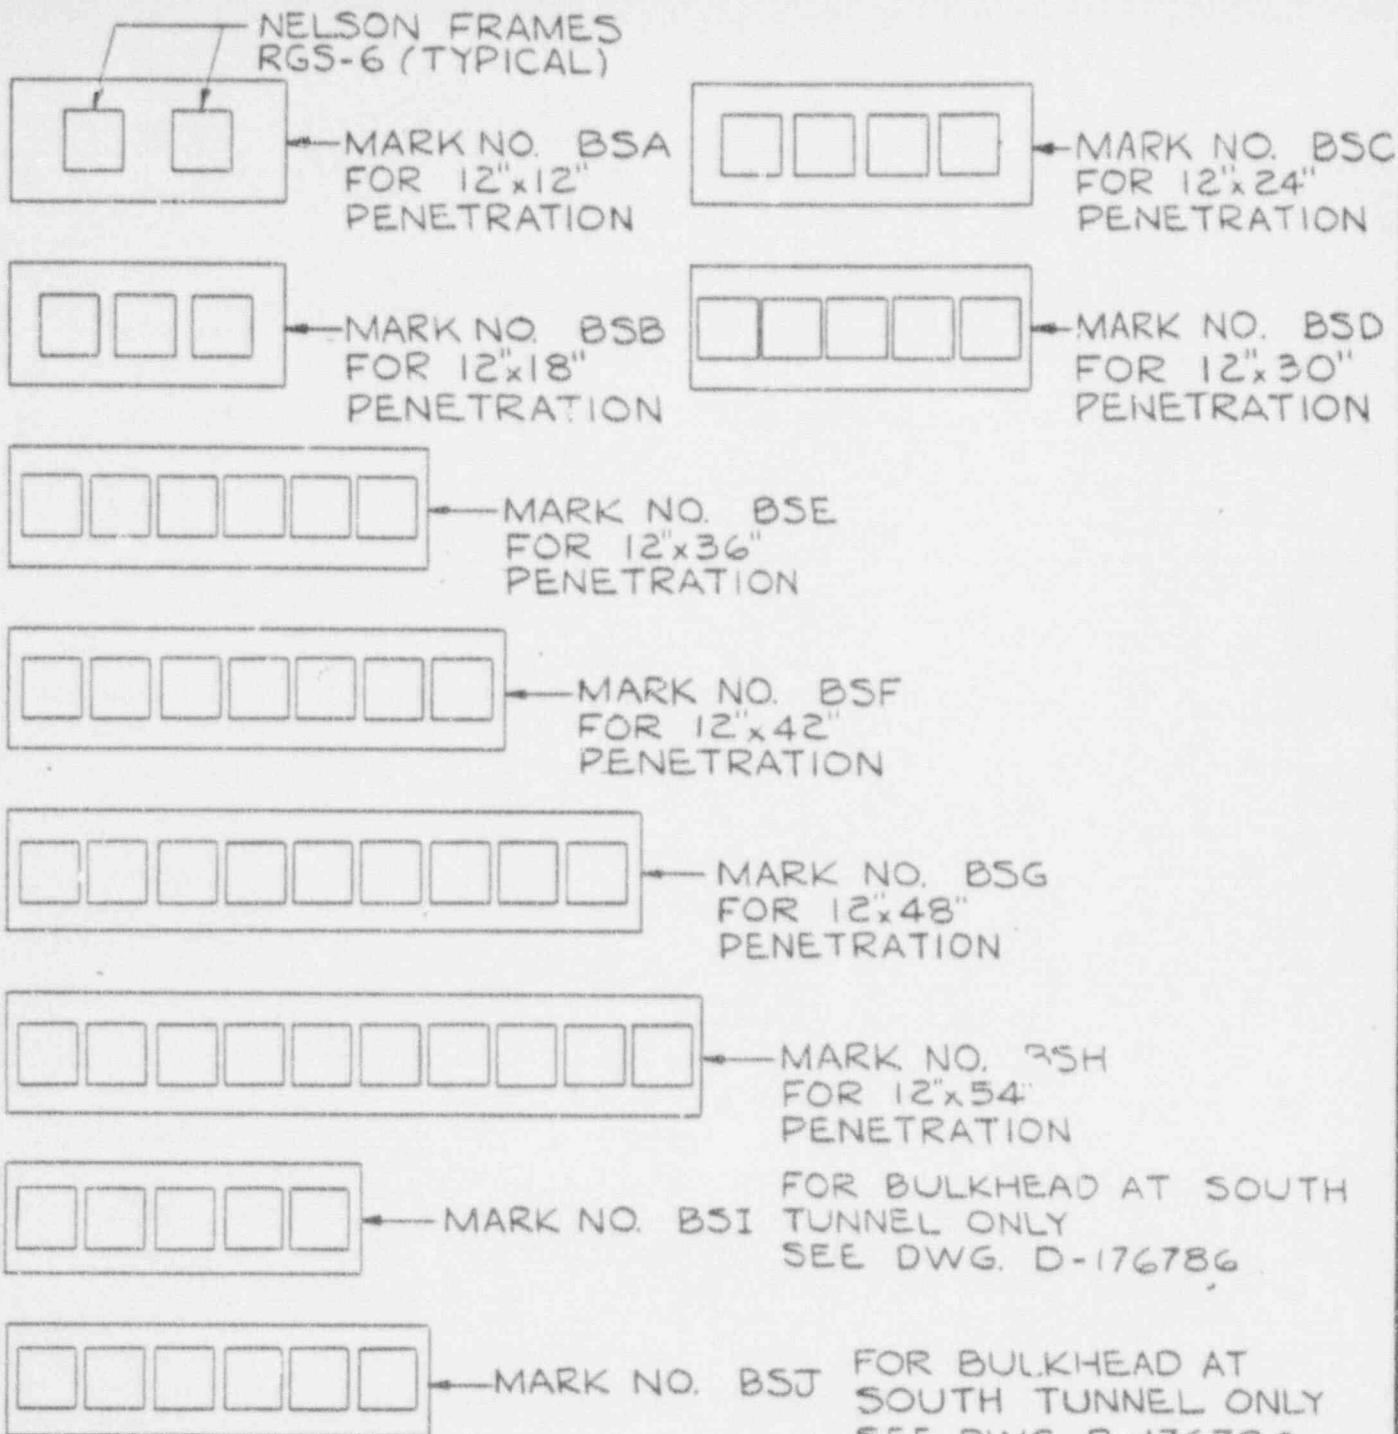 NELSON FRAMES
RGS-6 (TYPICAL)
MARK NO. BSA
FOR 12"x12"
PENETRATION
MARK NO. BSC
FOR 12"x24"
PENETRATION
MARK NO. BSB
FOR 12"x18"
PENETRATION
MARK NO. BSD
FOR 12"x30"
PENETRATION
MARK NO. BSE
FOR 12"x36"
PENETRATION
MARK NO. BSF
FOR 12"x42"
PENETRATION
MARK NO. BSG
FOR 12"x48"
PENETRATION
MARK NO. BSH
FOR 12"x54"
PENETRATION
MARK NO. BSI
FOR BULKHEAD AT SOUTH
TUNNEL ONLY
SEE DWG. D-176786
MARK NO. BSJ
FOR BULKHEAD AT
SOUTH TUNNEL ONLY
SEE DWG.